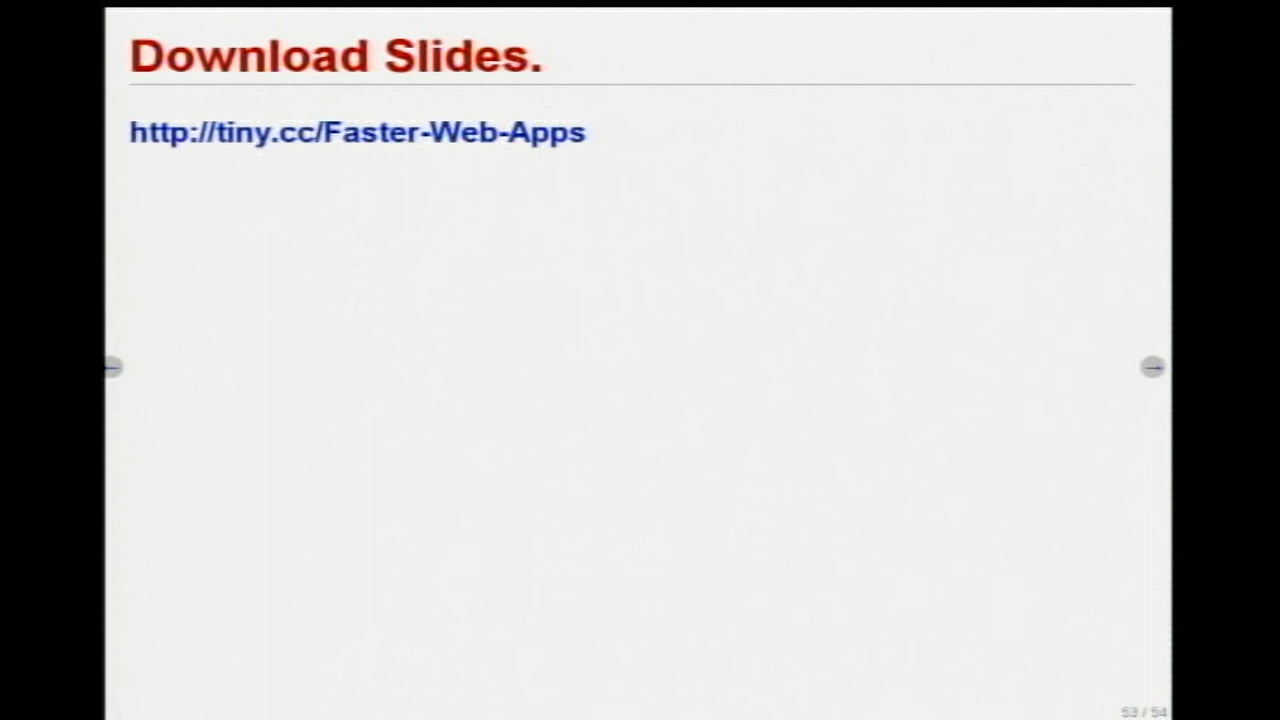 Download Slides.
http://tiny.cc/Faster-Web-Apps
←
→
53 / 54